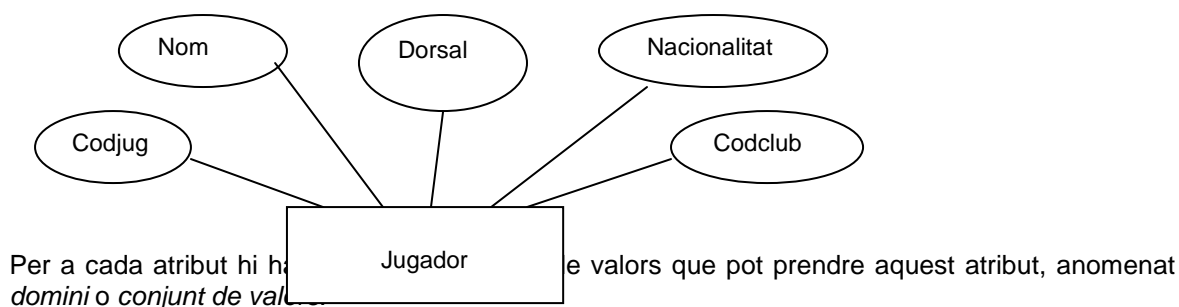 Nom
Dorsal
Nacionalitat
Codjug
Codclub
Jugador
Per a cada atribut hi ha e valors que pot prendre aquest atribut, anomenat
domini o conjunt de valors.